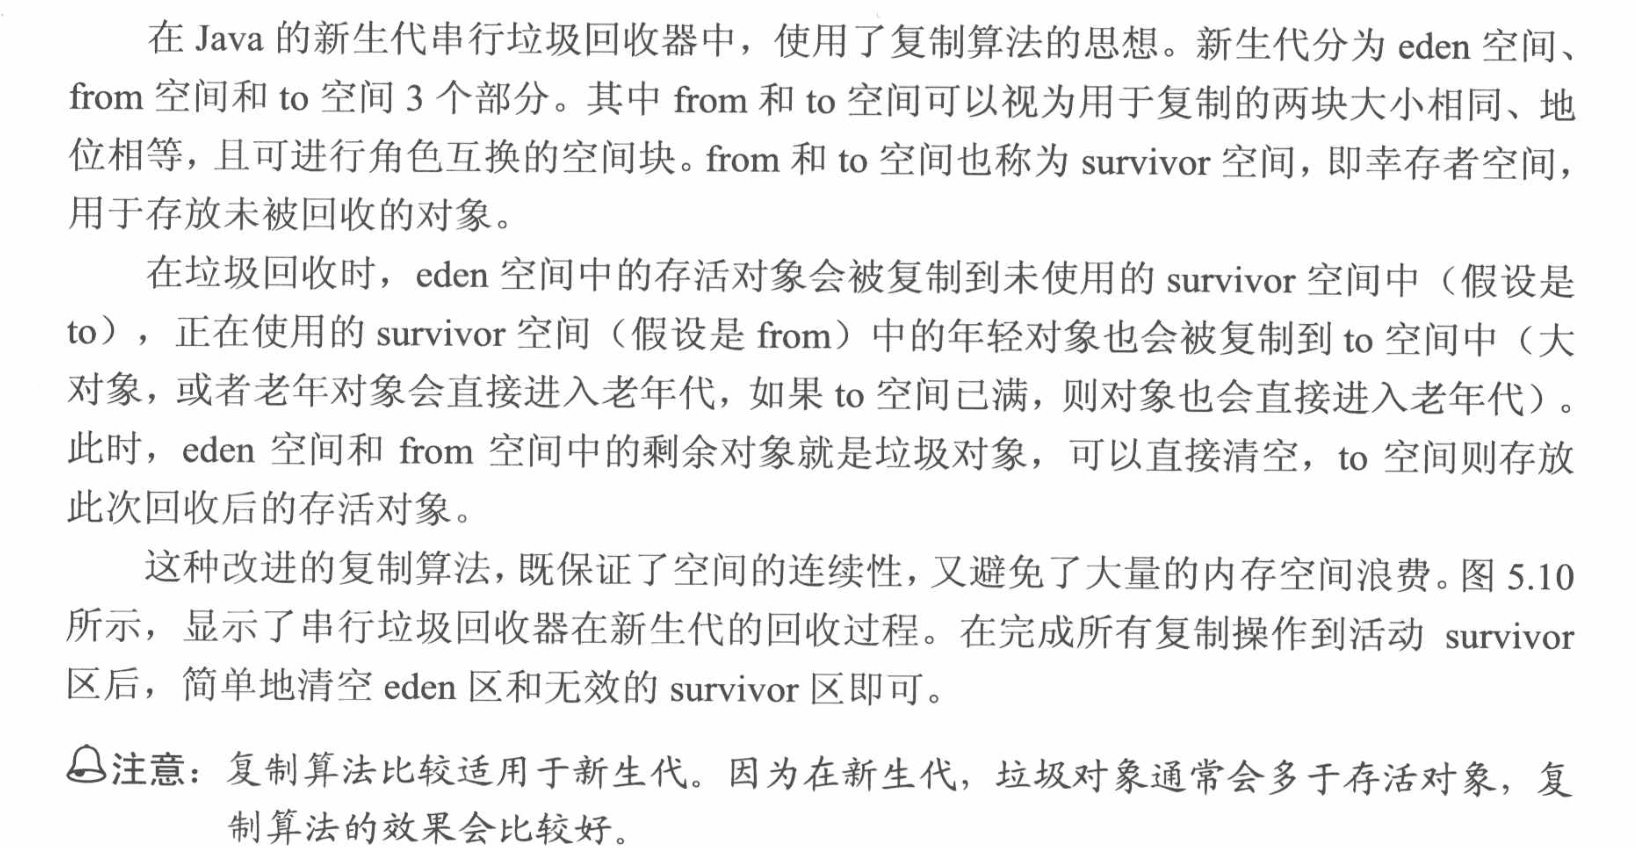 在 Java 的新生代串行垃圾回收器中，使用了复制算法的思想。新生代分为 eden 空间、
from 空间和 to 空间 3 个部分。其中 from 和 to 空间可以视为用于复制的两块大小相同、地
位相等，且可进行角色互换的空间块。from 和 to 空间也称为 survivor 空间，即幸存者空间，
用于存放未被回收的对象。
在垃圾回收时，eden 空间中的存活对象会被复制到未使用的 survivor 空间中（假设是
to），正在使用的 survivor 空间（假设是 from）中的年轻对象也会被复制到 to 空间中（大
对象，或者老年对象会直接进入老年代，如果 to 空间已满，则对象也会直接进入老年代）。
此时，eden 空间和 from 空间中的剩余对象就是垃圾对象，可以直接清空，to 空间则存放
此次回收后的存活对象。
这种改进的复制算法，既保证了空间的连续性，又避免了大量的内存空间浪费。图 5.10
所示，显示了串行垃圾回收器在新生代的回收过程。在完成所有复制操作到活动 survivor
区后，简单地清空 eden 区和无效的 survivor 区即可。
注意：复制算法比较适用于新生代。因为在新生代，垃圾对象通常会多于存活对象，复
制算法的效果会比较好。